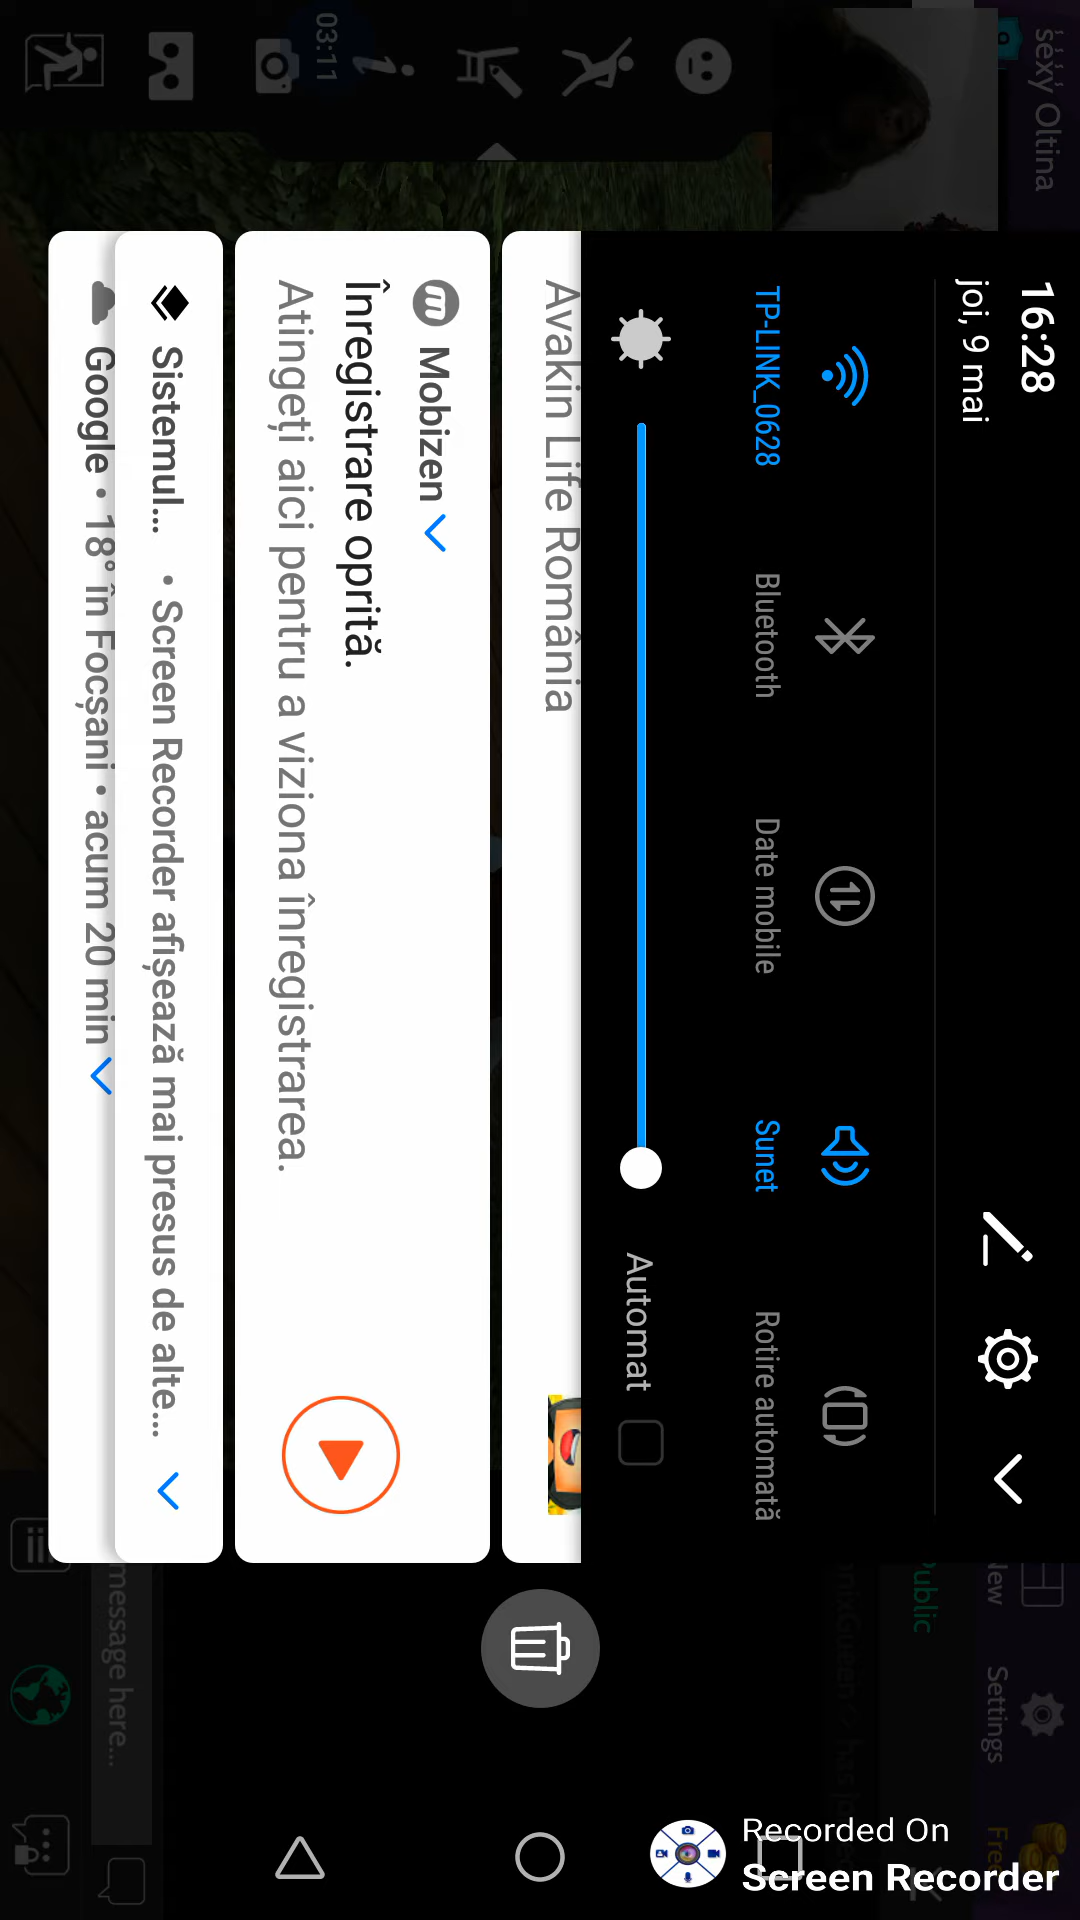 16:28
joi, 9 mai
TP-LINK_0628
Bluetooth
Date mobile
Sunet
Rotire automată
Automat
Avakin Life România
Mobizen
Înregistrare oprită.
Atingeți aici pentru a viziona înregistrarea.
Sistemul... • Screen Recorder afișează mai presus de alte...
Google • 18° în Focșani • acum 20 min
sexy Oltina
03:11
Public
Settings
message here...
Recorded On
Screen Recorder